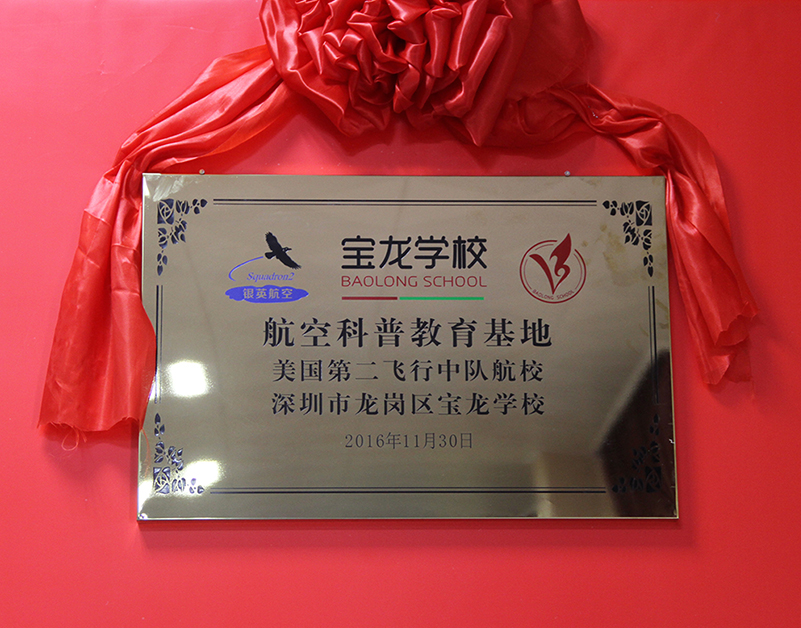 Squadron2
银英航空
宝龙学校
BAOLONG SCHOOL
BAOLONG SCHOOL
航空科普教育基地
美国第二飞行中队航校
深圳市龙岗区宝龙学校
2016年11月30日